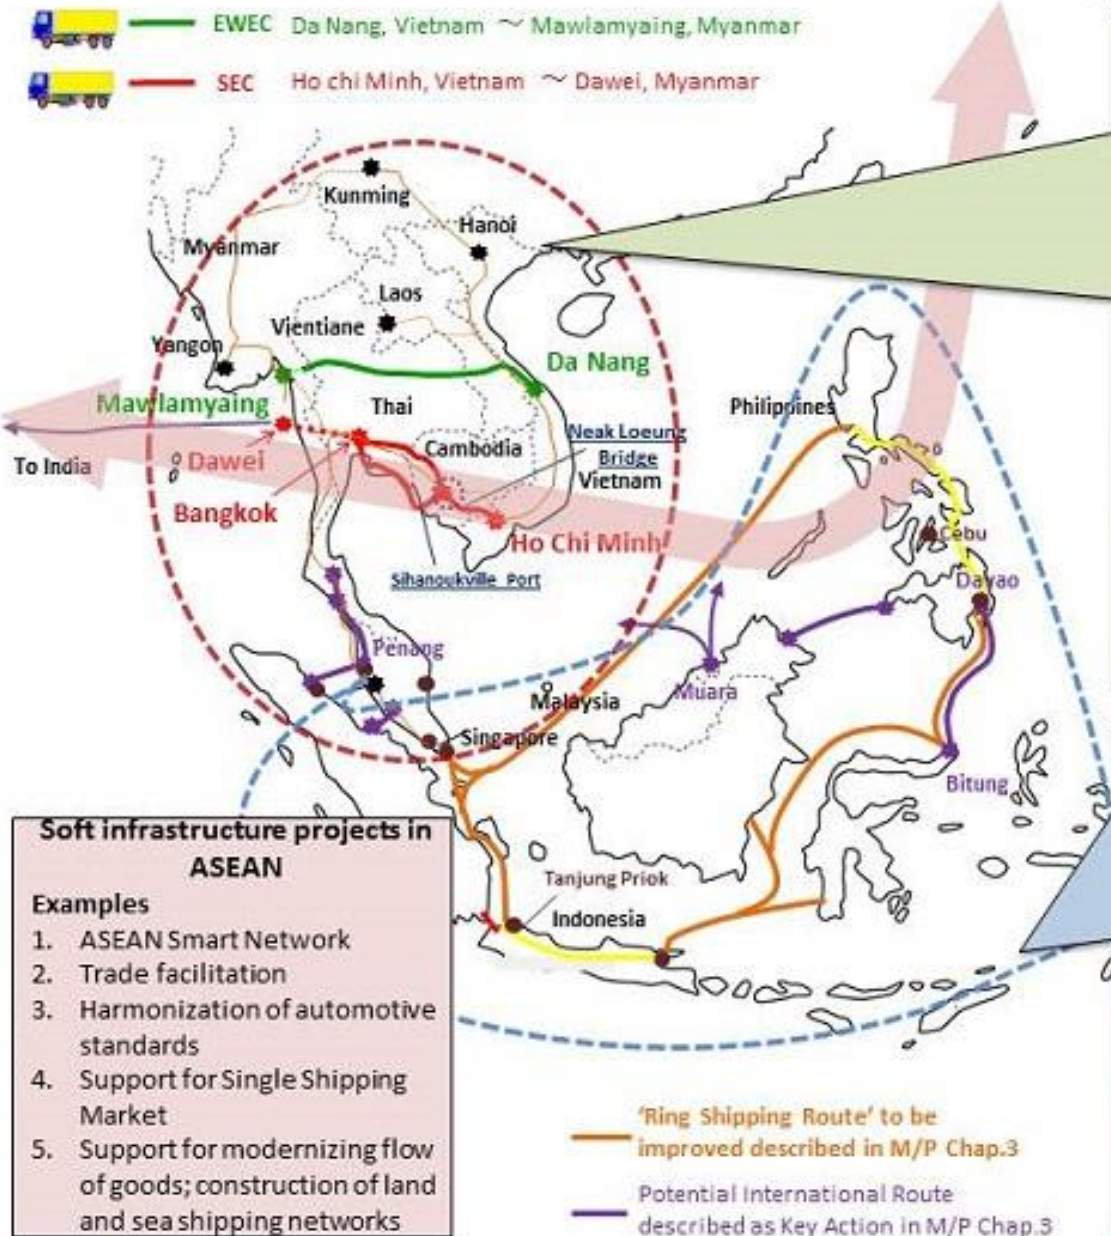 EWEC Da Nang, Vietnam ~ Mawlamyaing, Myanmar
SEC Ho chi Minh, Vietnam ~ Dawei, Myanmar
Kunming
Hanoi
Myanmar
Laos
Vientiane
Yangon
Da Nang
Mawlamyaing
Thai
Philippines
Cambodia
Neak Loeung
Bridge
Vietnam
To India
Dawei
Bangkok
Ho Chi Minh
Cebu
Sihanoukville Port
Davao
Penang
Malaysia
Muara
Singapore
Bitung
Tanjung Priok
Indonesia
Soft infrastructure projects in
ASEAN
Examples
1. ASEAN Smart Network
2. Trade facilitation
3. Harmonization of automotive
standards
4. Support for Single Shipping
Market
5. Support for modernizing flow
of goods; construction of land
and sea shipping networks
'Ring Shipping Route' to be
improved described in M/P Chap.3
Potential International Route
described as Key Action in M/P Chap.3